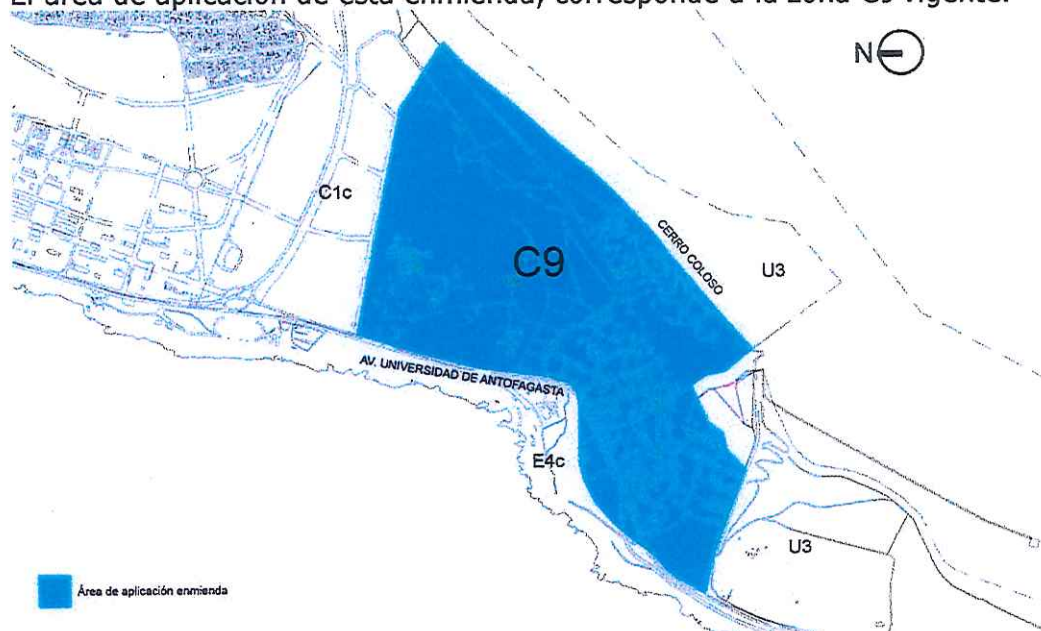 El área de aplicación de esta enmienda, corresponde a la zona C9 vigente.
N
C1c
C9
CERRO COLOSO
U3
AV. UNIVERSIDAD DE ANTOFAGASTA
E4c
U3
Área de aplicación enmienda